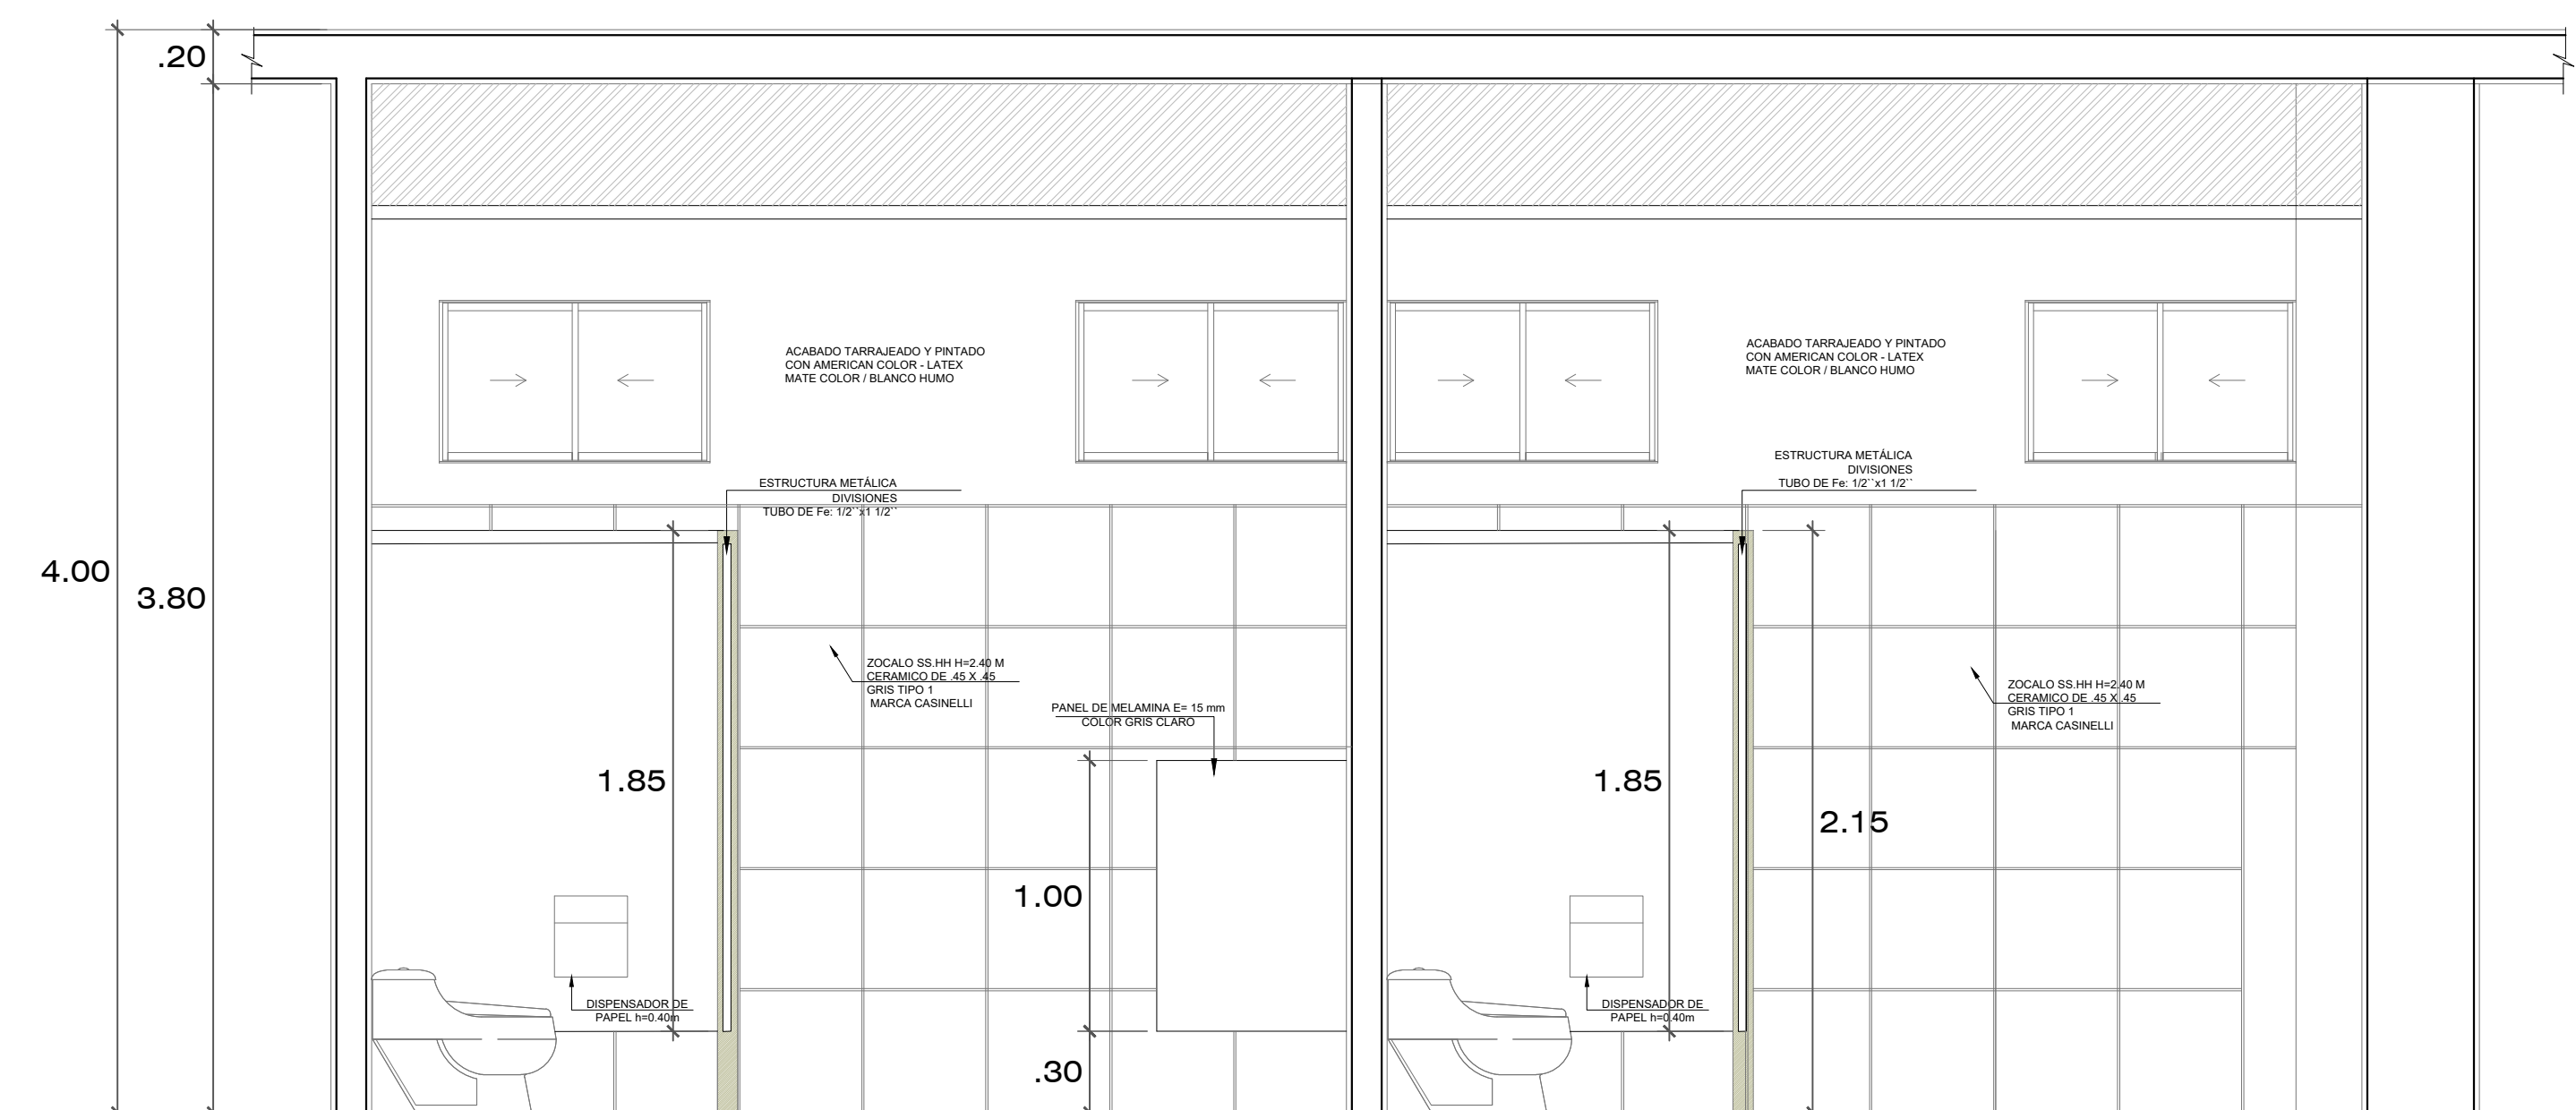 .20
4.00
3.80
ACABADO TARRAJEADO Y PINTADO
CON AMERICAN COLOR - LATEX
MATE COLOR / BLANCO HUMO
ESTRUCTURA METÁLICA
DIVISIONES
TUBO DE Fe: 1/2``x1 1/2``
ZOCALO SS.HH H=2.40 M
CERAMICO DE .45 X .45
GRIS TIPO 1
MARCA CASINELLI
PANEL DE MELAMINA E= 15 mm
COLOR GRIS CLARO
1.85
1.00
DISPENSADOR DE
PAPEL h=0.40m
.30
ACABADO TARRAJEADO Y PINTADO
CON AMERICAN COLOR - LATEX
MATE COLOR / BLANCO HUMO
ESTRUCTURA METÁLICA
DIVISIONES
TUBO DE Fe: 1/2``x1 1/2``
ZOCALO SS.HH H=2.40 M
CERAMICO DE .45 X .45
GRIS TIPO 1
MARCA CASINELLI
1.85
2.15
DISPENSADOR DE
PAPEL h=0.40m